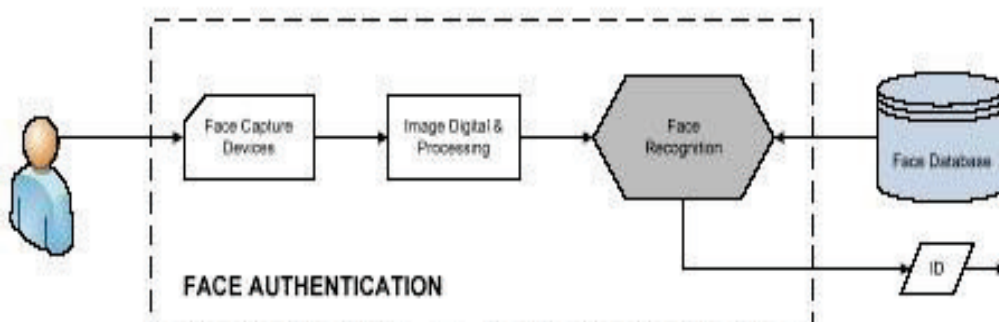 Face Capture
Devices
Image Digital &
Processing
Face
Recognition
Face Database
ID
FACE AUTHENTICATION